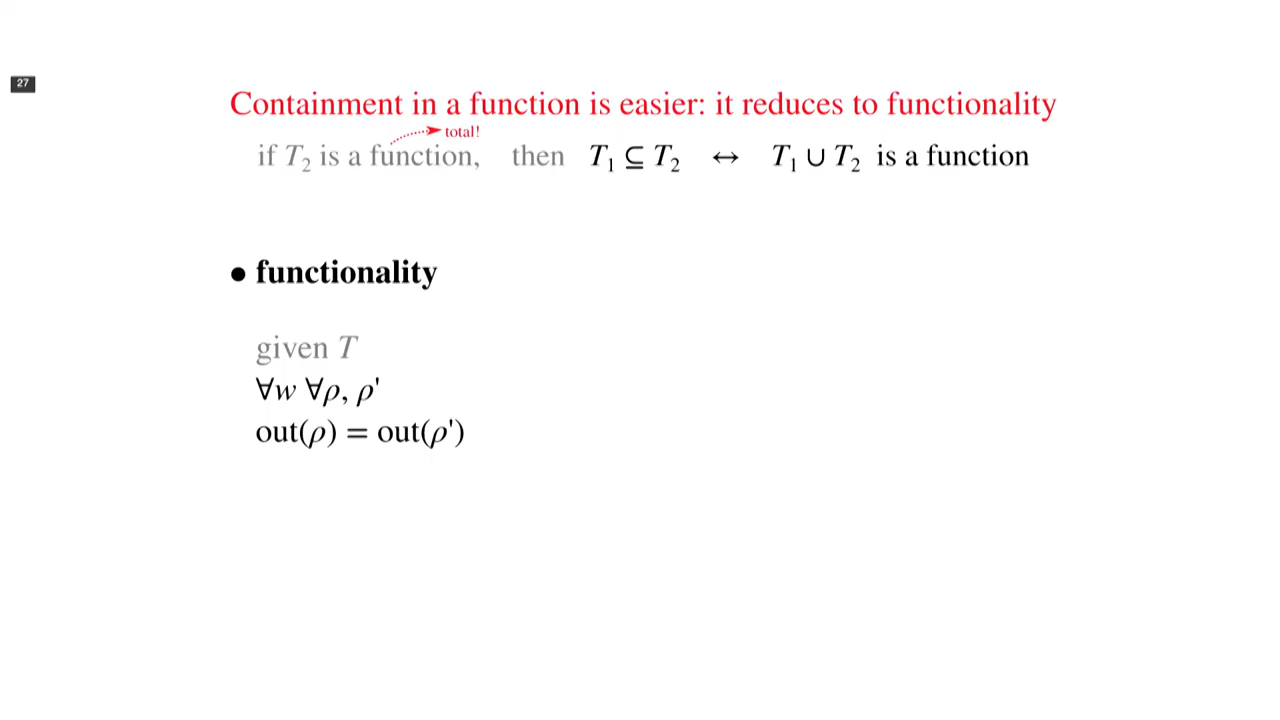 27
Containment in a function is easier: it reduces to functionality
total!
if T₂ is a function, then T₁ ⊆ T₂ ↔ T₁ ∪ T₂ is a function
• functionality
given T
∀w ∀ρ, ρ'
out(ρ) = out(ρ')